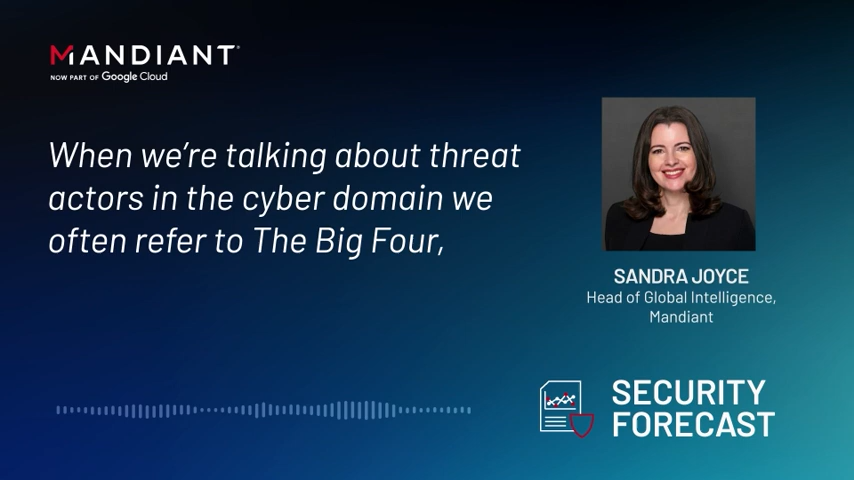 MANDIANT®
NOW PART OF Google Cloud
When we’re talking about threat
actors in the cyber domain we
often refer to The Big Four,
SANDRA JOYCE
Head of Global Intelligence,
Mandiant
SECURITY
FORECAST